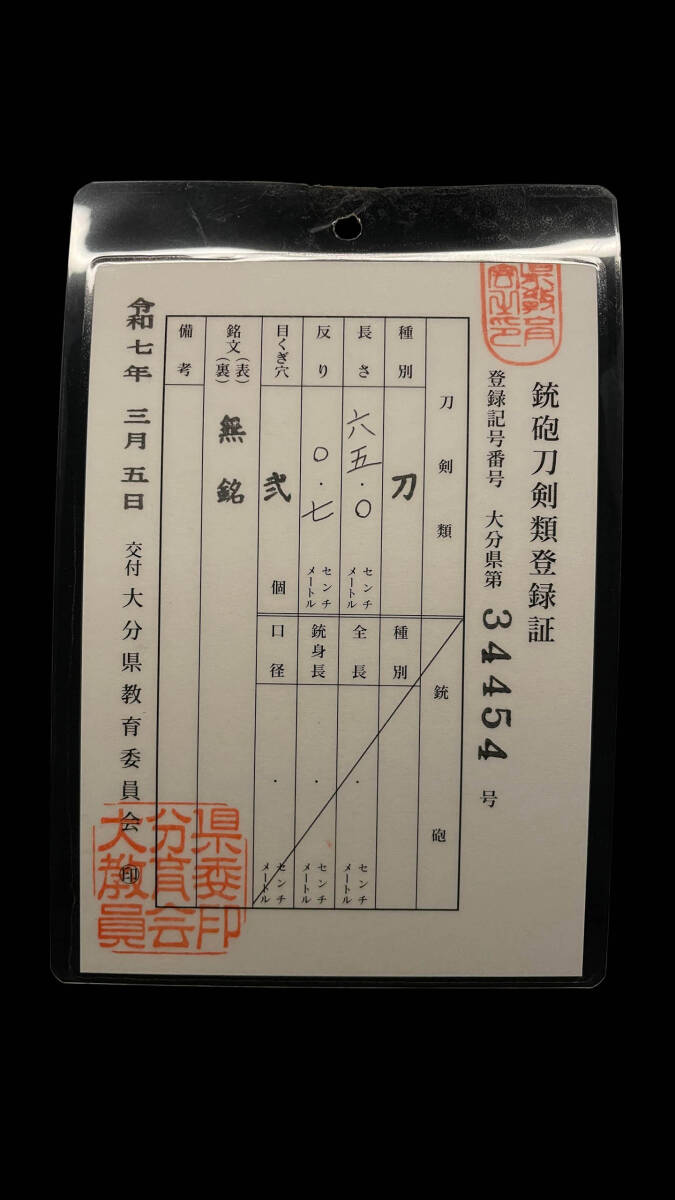 銃砲刀剣類登録証
登録記号番号 大分県第 34454 号
刀剣類
種別 刀
長さ 六五・〇 センチメートル
反り 〇・七 センチメートル
目くぎ穴 弐 個
銘文(表)(裏) 無銘
備考
銃砲
種別
全長 ・ センチメートル
銃身長 ・ センチメートル
口径 ・ センチメートル
令和七年 三月 五日 交付 大分県教育委員会 ㊞
県委印
分育会
大教員